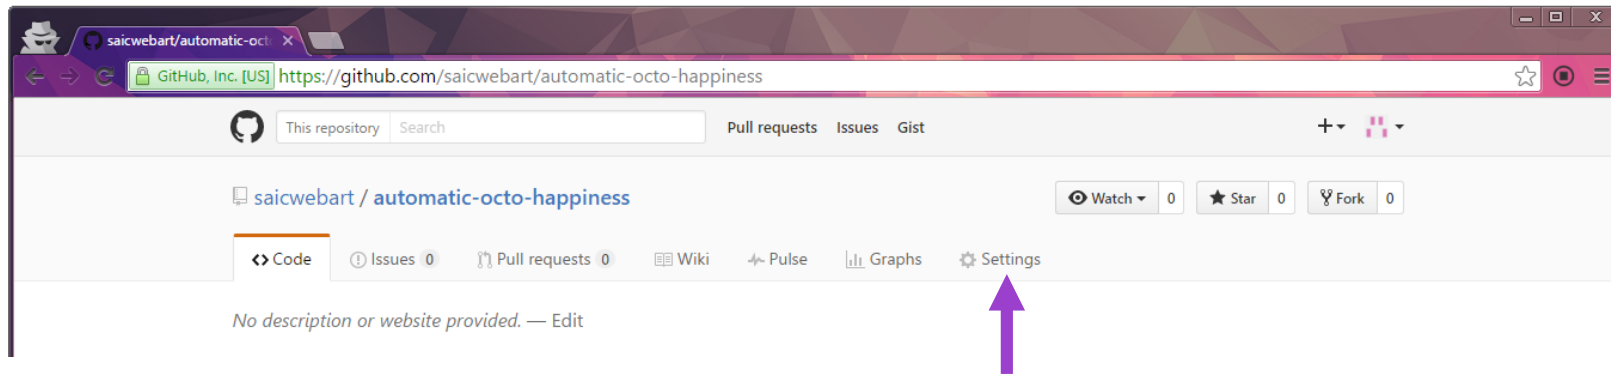 saicwebart/automatic-oct
GitHub, Inc. [US] https://github.com/saicwebart/automatic-octo-happiness
This repository Search Pull requests Issues Gist
saicwebart / automatic-octo-happiness Watch 0 Star 0 Fork 0
Code Issues 0 Pull requests 0 Wiki Pulse Graphs Settings
No description or website provided. — Edit